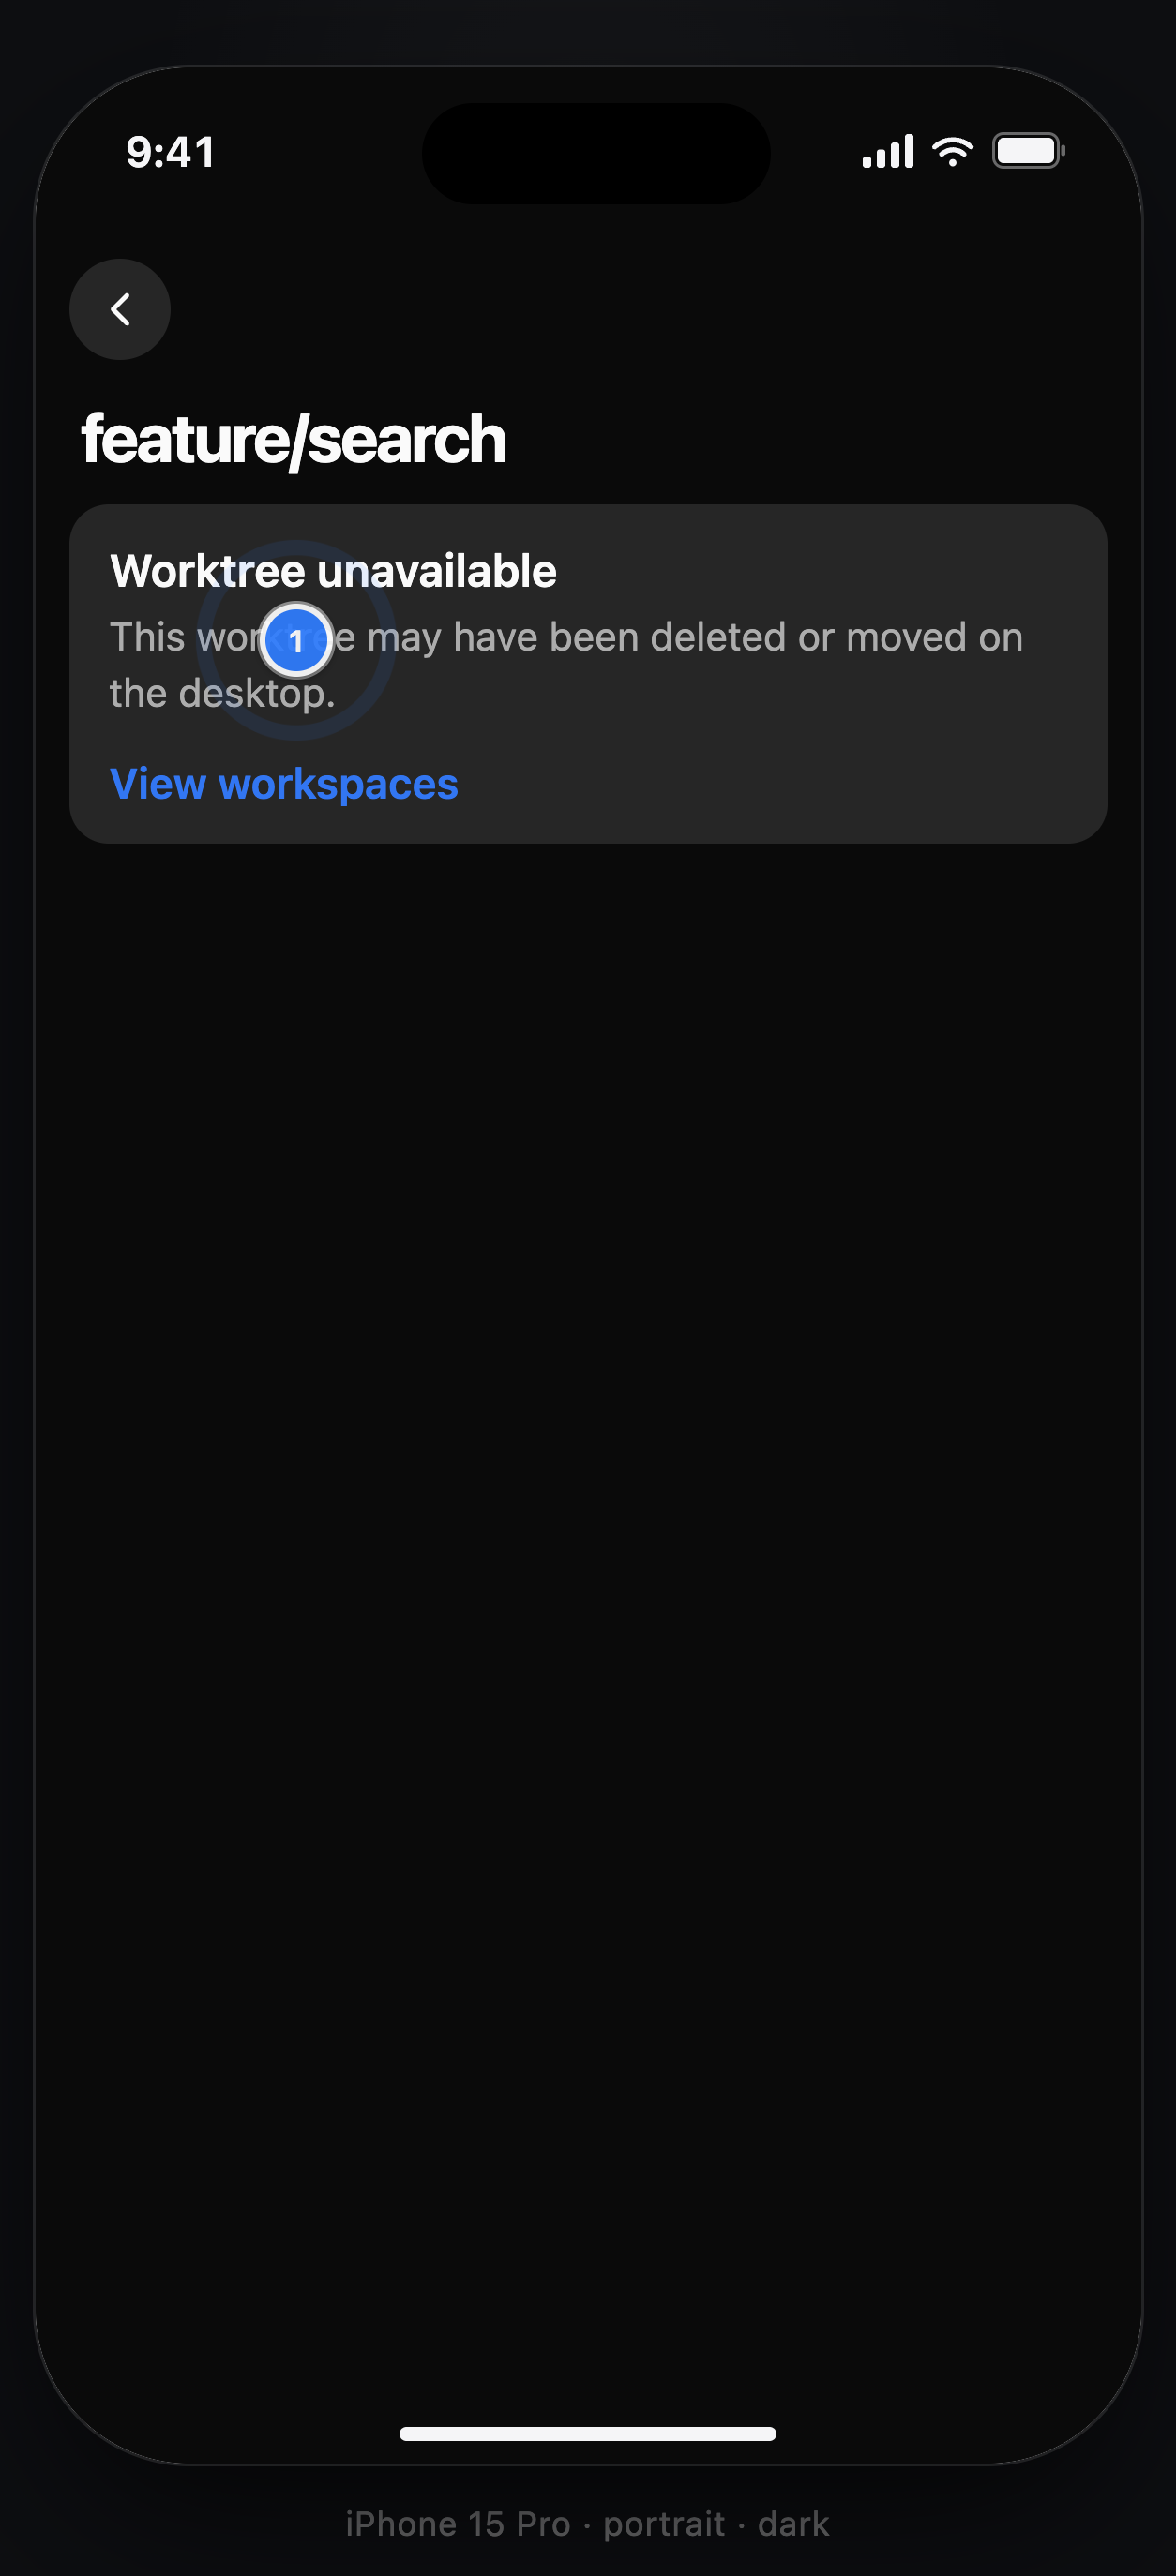 9:41
feature/search
Worktree unavailable
This worktree may have been deleted or moved on
the desktop.
1
View workspaces
iPhone 15 Pro · portrait · dark